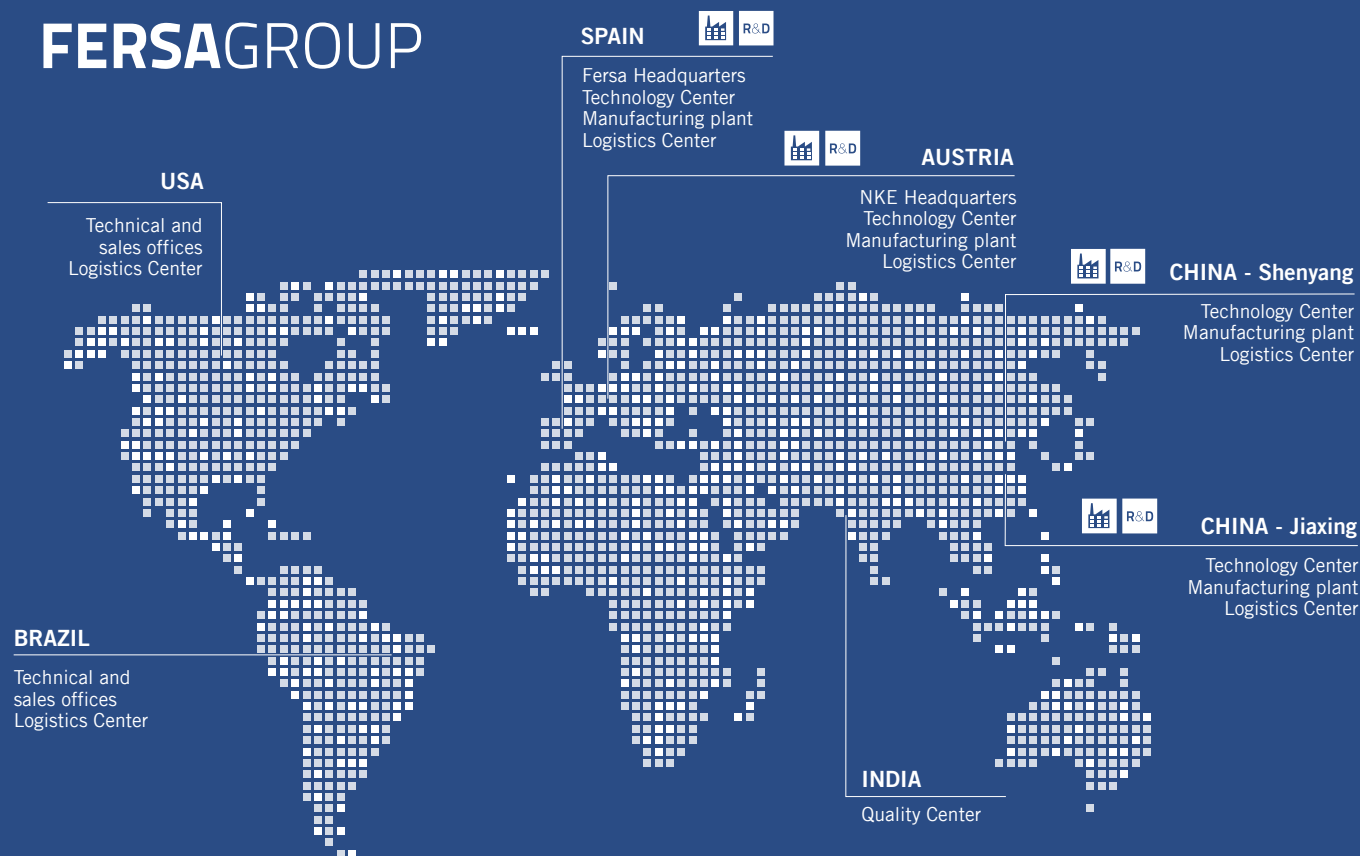 FERSAGROUP
SPAIN
R&D
Fersa Headquarters
Technology Center
Manufacturing plant
Logistics Center
R&D
AUSTRIA
NKE Headquarters
Technology Center
Manufacturing plant
Logistics Center
USA
Technical and
sales offices
Logistics Center
R&D
CHINA - Shenyang
Technology Center
Manufacturing plant
Logistics Center
R&D
CHINA - Jiaxing
Technology Center
Manufacturing plant
Logistics Center
BRAZIL
Technical and
sales offices
Logistics Center
INDIA
Quality Center